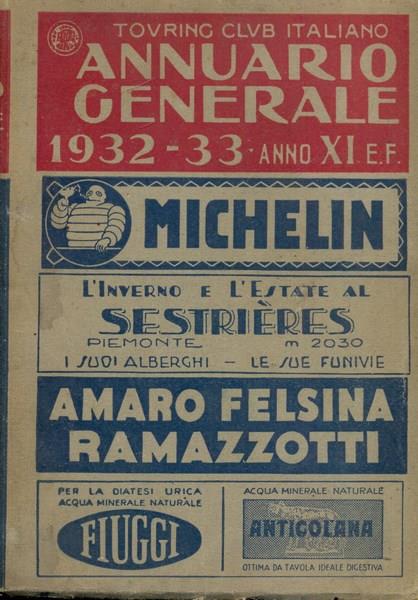 TOVRING CLVB ITALIANO
ANNUARIO
GENERALE
1932-33 · ANNO XI E.F.
MICHELIN
L'INVERNO E L'ESTATE AL
SESTRIÈRES
PIEMONTE m 2030
I SUOI ALBERGHI – LE SUE FUNIVIE
AMARO FELSINA
RAMAZZOTTI
PER LA DIATESI URICA
ACQUA MINERALE NATURALE
FIUGGI
ACQUA MINERALE NATURALE
ANTICOLANA
OTTIMA DA TAVOLA IDEALE DIGESTIVA